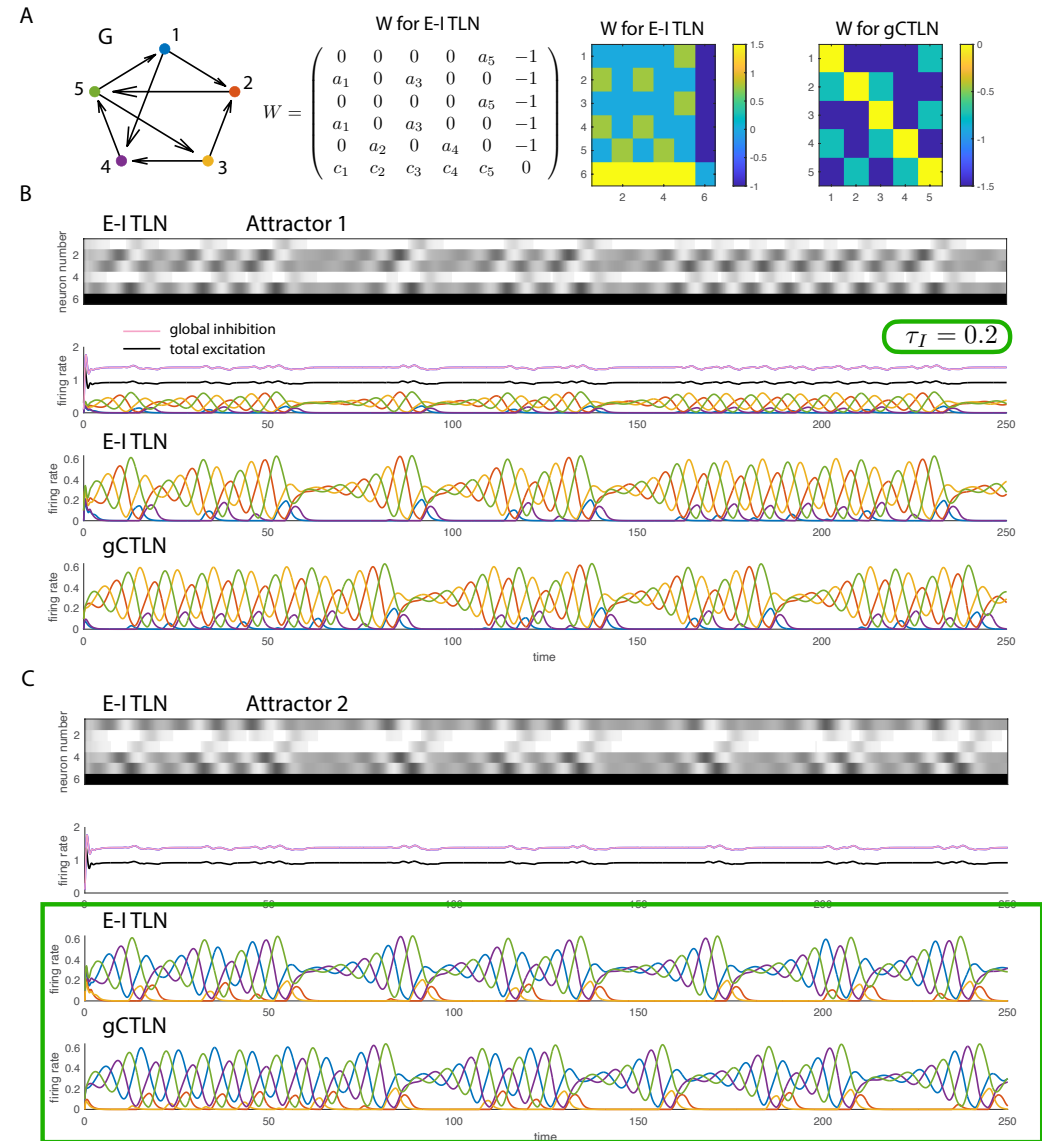 A
G
1
2
3
4
5
W for E-I TLN
W =
0 0 0 0 a₅ −1
a₁ 0 a₃ 0 0 −1
0 0 0 0 a₅ −1
a₁ 0 a₃ 0 0 −1
0 a₂ 0 a₄ 0 −1
c₁ c₂ c₃ c₄ c₅ 0
W for E-I TLN
1
2
3
4
5
6
2 4 6
1.5
1
0.5
0
-0.5
-1
W for gCTLN
1
2
3
4
5
1 2 3 4 5
0
-0.5
-1
-1.5
B
E-I TLN Attractor 1
neuron number
2
4
6
global inhibition
total excitation
τ_I = 0.2
firing rate
2
1
0
0 50 100 150 200 250
E-I TLN
firing rate
0.6
0.4
0.2
0
0 50 100 150 200 250
gCTLN
firing rate
0.6
0.4
0.2
0
0 50 100 150 200 250
time
C
E-I TLN Attractor 2
neuron number
2
4
6
firing rate
2
1
0
0 50 100 150 200 250
E-I TLN
firing rate
0.6
0.4
0.2
0
0 50 100 150 200 250
gCTLN
firing rate
0.6
0.4
0.2
0
0 50 100 150 200 250
time